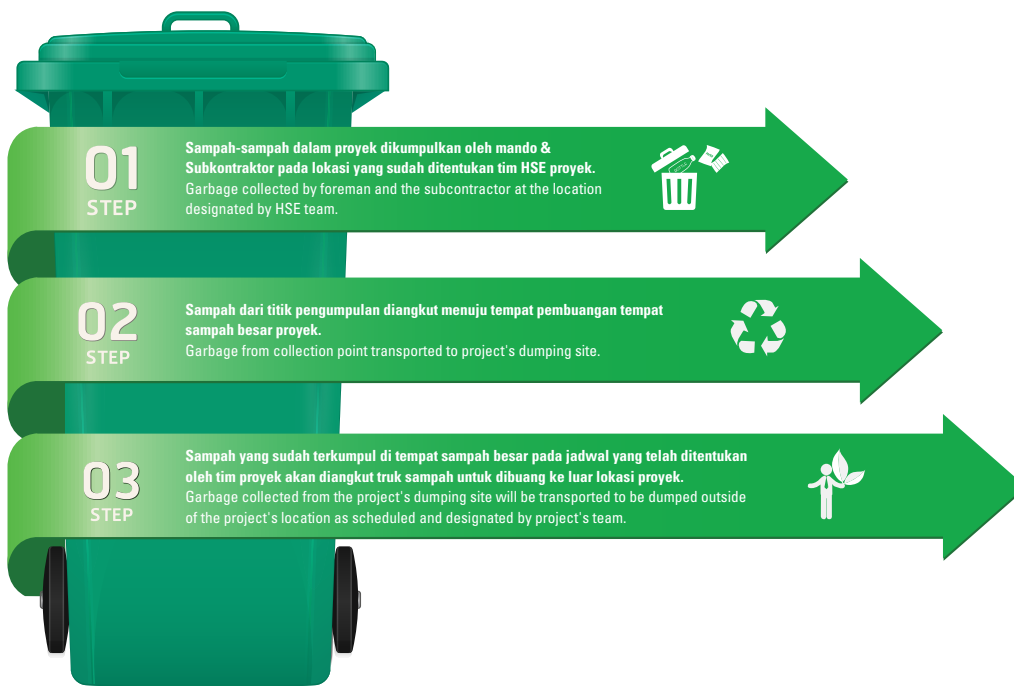 01
STEP
Sampah-sampah dalam proyek dikumpulkan oleh mando &
Subkontraktor pada lokasi yang sudah ditentukan tim HSE proyek.
Garbage collected by foreman and the subcontractor at the location
designated by HSE team.
02
STEP
Sampah dari titik pengumpulan diangkut menuju tempat pembuangan tempat
sampah besar proyek.
Garbage from collection point transported to project's dumping site.
03
STEP
Sampah yang sudah terkumpul di tempat sampah besar pada jadwal yang telah ditentukan
oleh tim proyek akan diangkut truk sampah untuk dibuang ke luar lokasi proyek.
Garbage collected from the project's dumping site will be transported to be dumped outside
of the project's location as scheduled and designated by project's team.